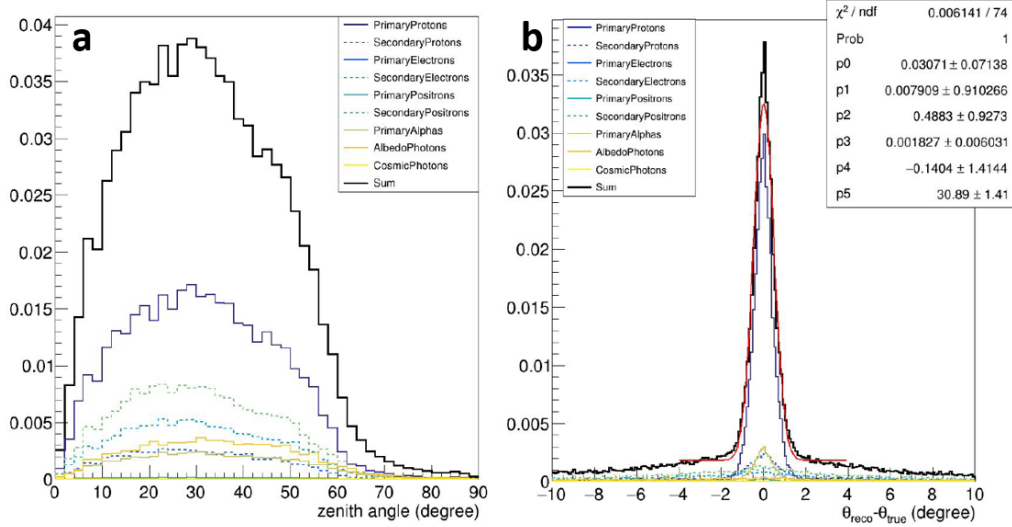 a
0.04
0.035
0.03
0.025
0.02
0.015
0.01
0.005
0
0 10 20 30 40 50 60 70 80 90
zenith angle (degree)
PrimaryProtons
SecondaryProtons
PrimaryElectrons
SecondaryElectrons
PrimaryPositrons
SecondaryPositrons
PrimaryAlphas
AlbedoPhotons
CosmicPhotons
Sum
b
PrimaryProtons
SecondaryProtons
PrimaryElectrons
SecondaryElectrons
PrimaryPositrons
SecondaryPositrons
PrimaryAlphas
AlbedoPhotons
CosmicPhotons
Sum
0.035
0.03
0.025
0.02
0.015
0.01
0.005
0
−10 −8 −6 −4 −2 0 2 4 6 8 10
θreco-θtrue (degree)
χ² / ndf 0.006141 / 74
Prob 1
p0 0.03071 ± 0.07138
p1 0.007909 ± 0.910266
p2 0.4883 ± 0.9273
p3 0.001827 ± 0.006031
p4 −0.1404 ± 1.4144
p5 30.89 ± 1.41